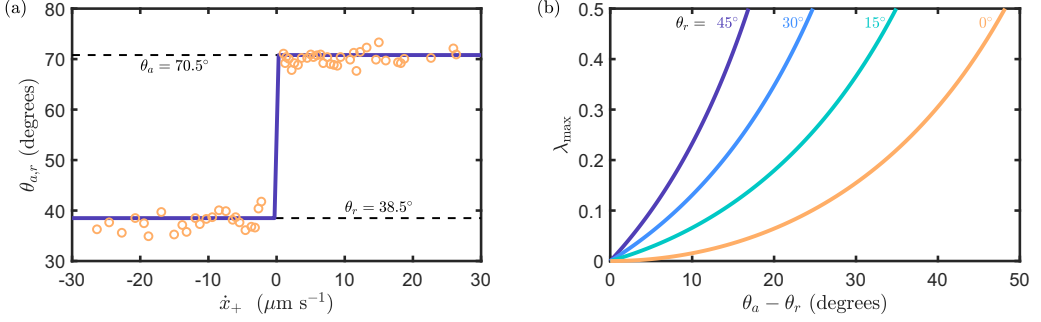 (a)
80
70
60
50
40
30
θₐ = 70.5°
θᵣ = 38.5°
-30 -20 -10 0 10 20 30
ẋ₊ (μm s⁻¹)
θₐ,ᵣ (degrees)
(b)
0.5
0.4
0.3
0.2
0.1
0
θᵣ = 45° 30° 15° 0°
0 10 20 30 40 50
θₐ − θᵣ (degrees)
λmax